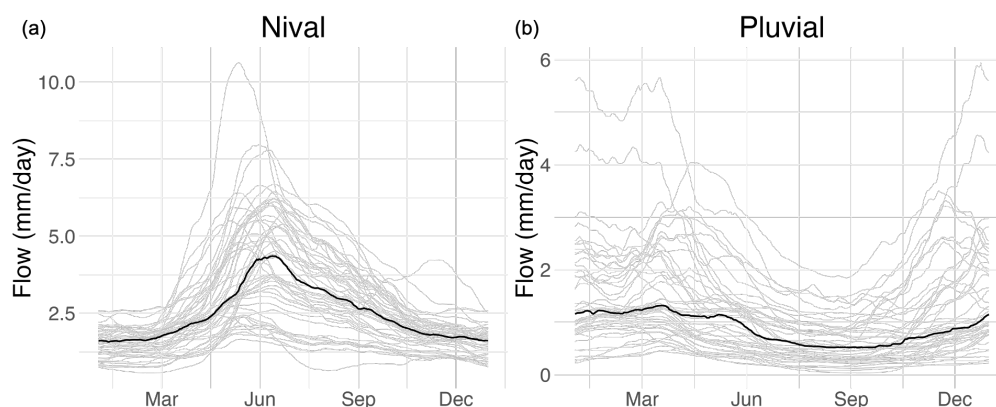 (a) Nival
Flow (mm/day)
10.0
7.5
5.0
2.5
Mar Jun Sep Dec
(b) Pluvial
Flow (mm/day)
6
4
2
0
Mar Jun Sep Dec